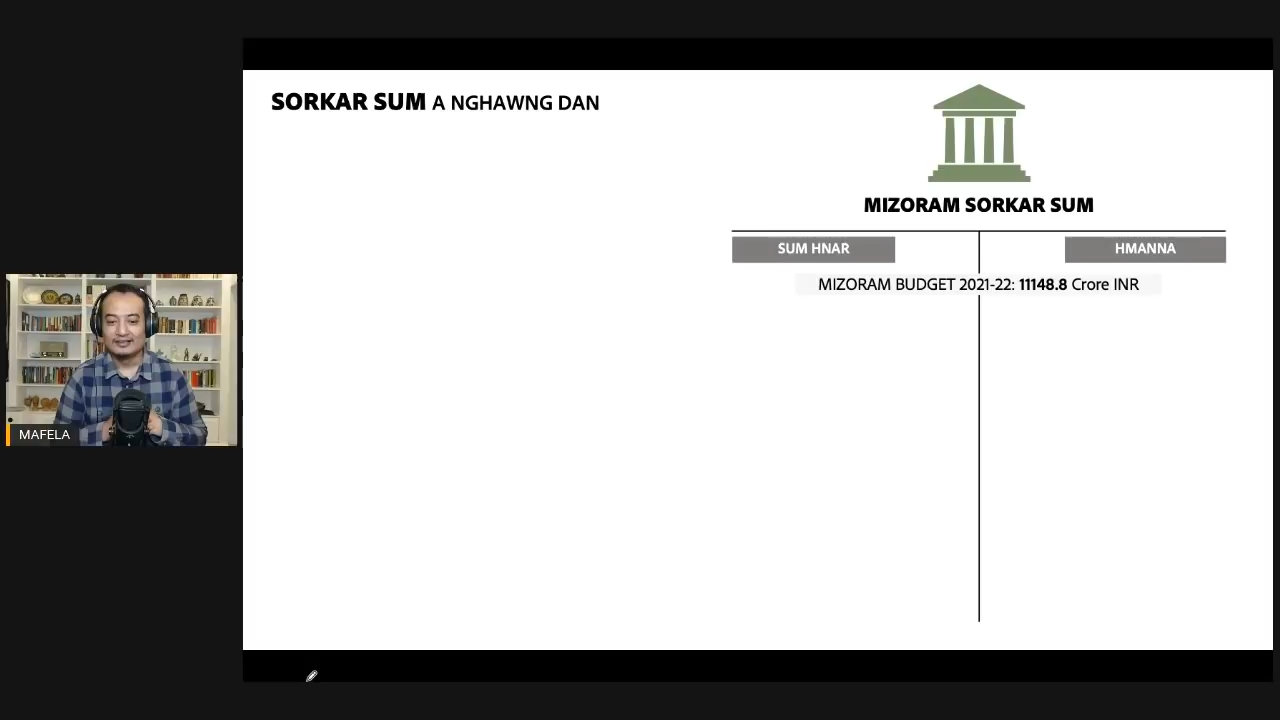 SORKAR SUM A NGHAWNG DAN
MIZORAM SORKAR SUM
SUM HNAR
HMANNA
MIZORAM BUDGET 2021-22: 11148.8 Crore INR
MAFELA